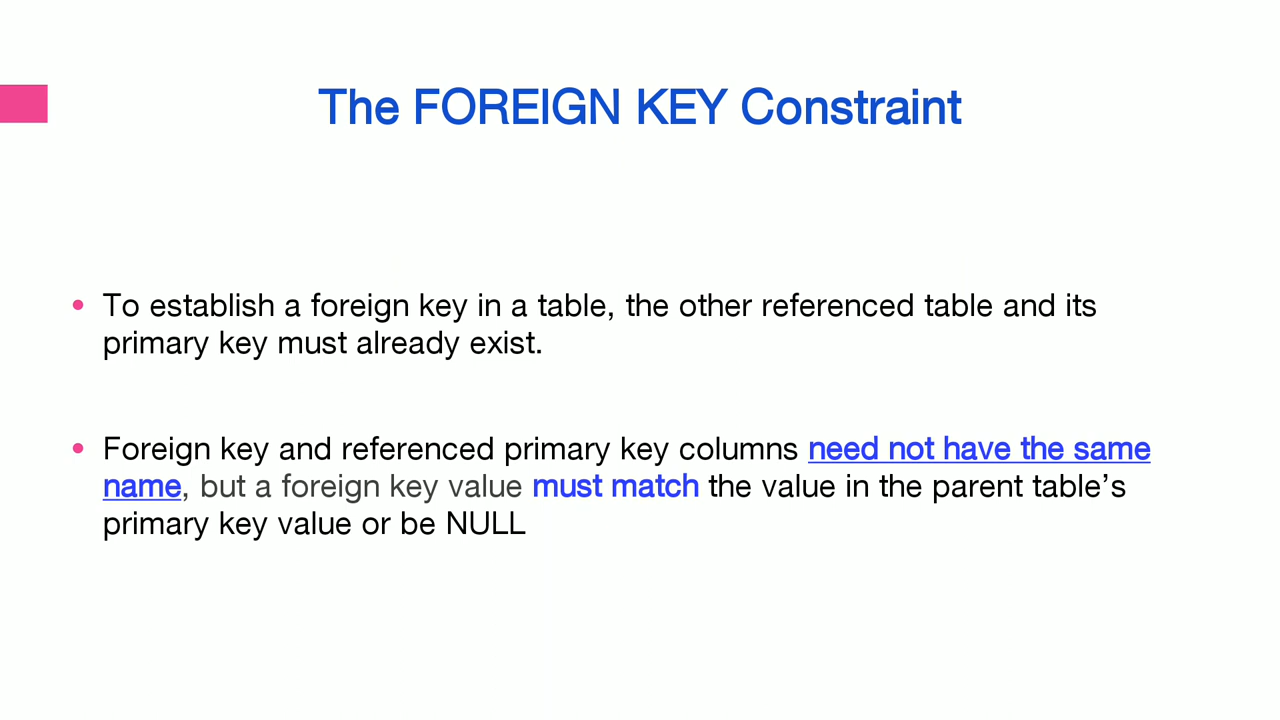 The FOREIGN KEY Constraint
• To establish a foreign key in a table, the other referenced table and its
primary key must already exist.
• Foreign key and referenced primary key columns need not have the same
name, but a foreign key value must match the value in the parent table’s
primary key value or be NULL